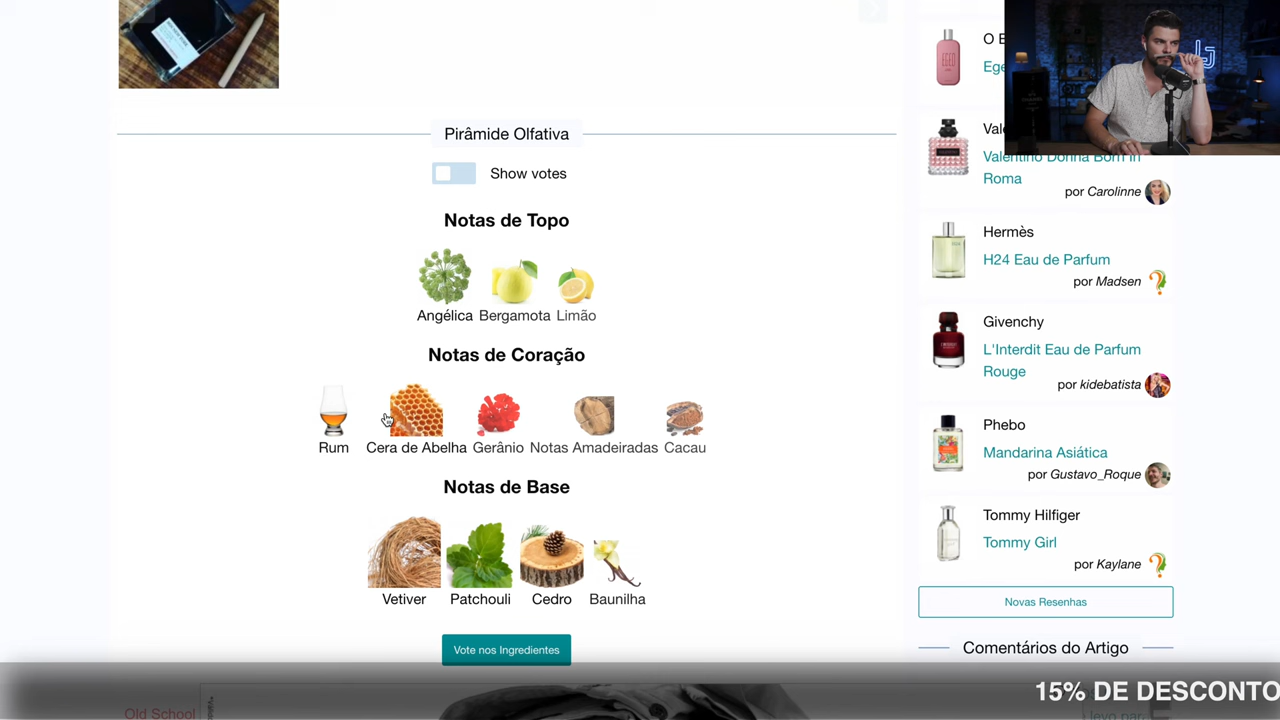 Pirâmide Olfativa
Show votes
Notas de Topo
Angélica Bergamota Limão
Notas de Coração
Rum Cera de Abelha Gerânio Notas Amadeiradas Cacau
Notas de Base
Vetiver Patchouli Cedro Baunilha
Vote nos Ingredientes
Old School
O
Valentino Donna Born In
Roma
por Carolinne
Hermès
H24 Eau de Parfum
por Madsen
Givenchy
L'Interdit Eau de Parfum
Rouge
por kidebatista
Phebo
Mandarina Asiática
por Gustavo_Roque
Tommy Hilfiger
Tommy Girl
por Kaylane
Novas Resenhas
Comentários do Artigo
15% DE DESCONTO